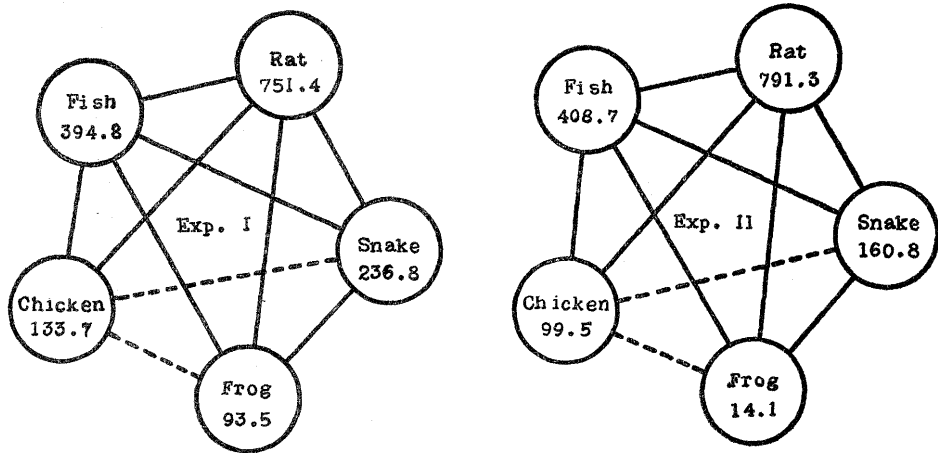 Rat
751.4
Fish
394.8
Exp. I
Snake
236.8
Chicken
133.7
Frog
93.5
Rat
791.3
Fish
408.7
Exp. II
Snake
160.8
Chicken
99.5
Frog
14.1